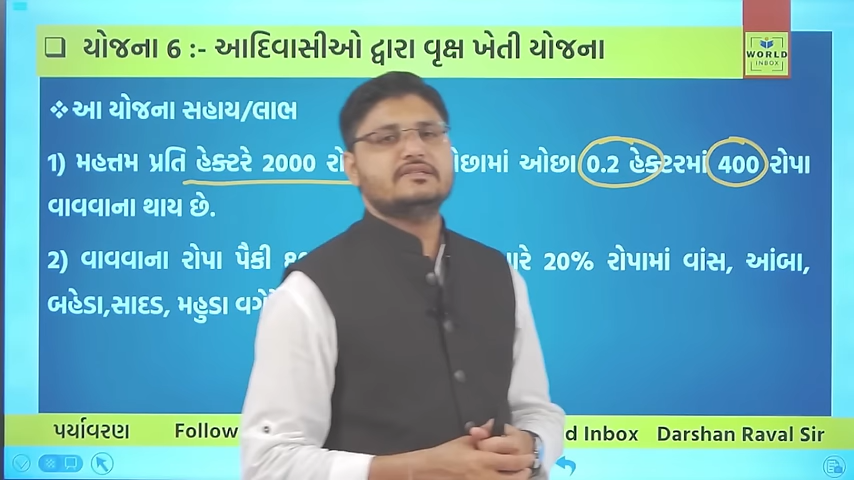 ❑ યોજના 6 :- આદિવાસીઓ દ્વારા વૃક્ષ ખેતી યોજના
WORLD
INBOX
❖આ યોજના સહાય/લાભ
1) મહત્તમ પ્રતિ હેક્ટરે 2000 ઓછા 0.2 હેક્ટરમાં 400 રોપા
વાવવાના થાય છે.
2) વાવવાના રોપા પૈકી 20% રોપામાં વાંસ, આંબા,
બહેડા,સાદડ, મહુડા
પર્યાવરણ Follow Inbox Darshan Raval Sir